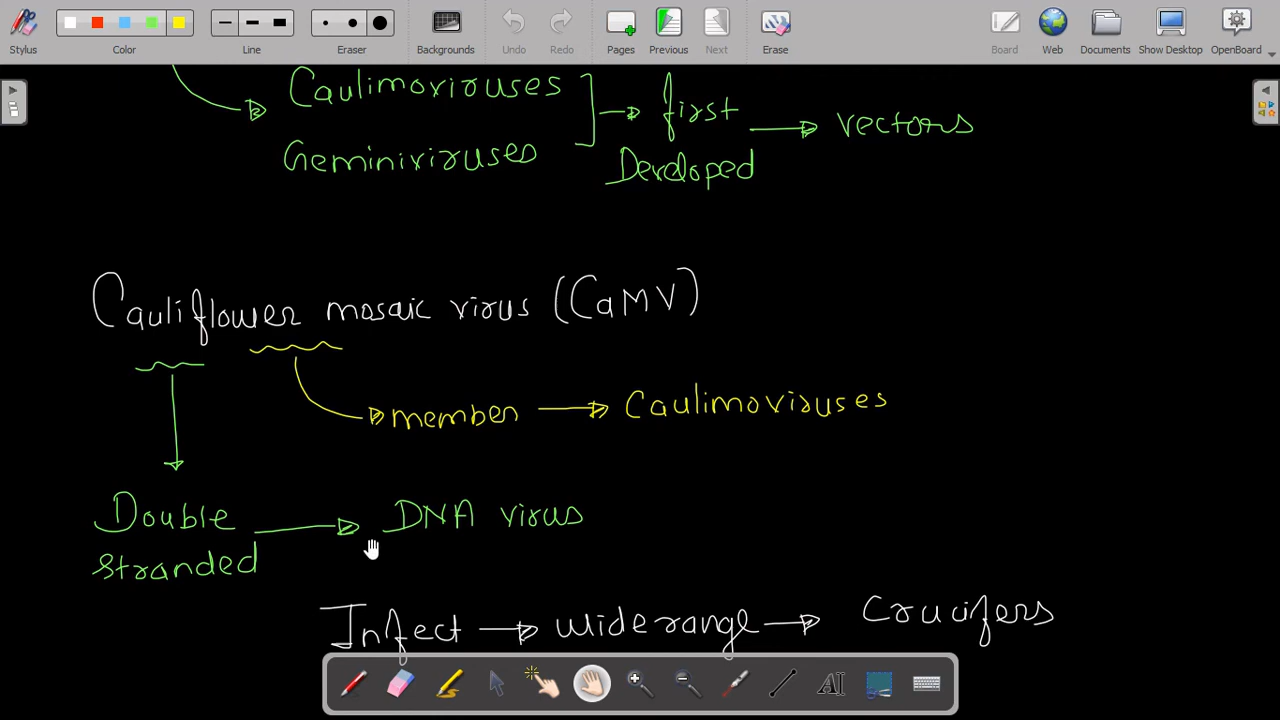 Stylus
Color
Line
Eraser
Backgrounds
Undo
Redo
Pages
Previous
Next
Erase
Board
Web
Documents
Show Desktop
OpenBoard
Caulimoviruses
Geminiviruses
first
Developed
vectors
Cauliflower mosaic virus (CaMV)
member
Caulimoviruses
Double
stranded
DNA virus
Infect
wide range
Crucifers
AI